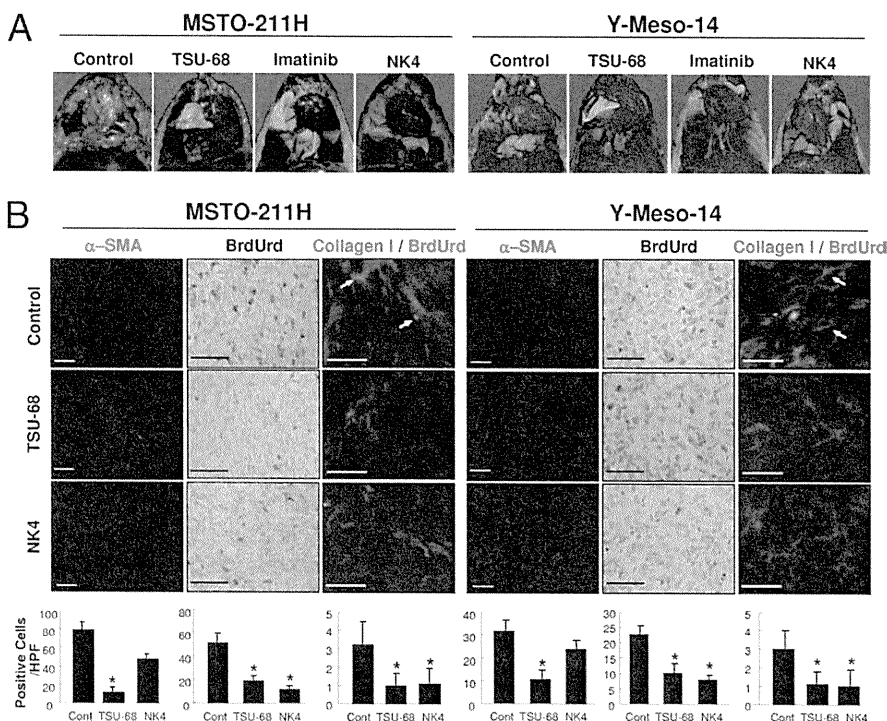 A
MSTO-211H
Y-Meso-14
Control TSU-68 Imatinib NK4
Control TSU-68 Imatinib NK4
B
MSTO-211H
Y-Meso-14
α–SMA BrdUrd Collagen I / BrdUrd
α–SMA BrdUrd Collagen I / BrdUrd
Control
TSU-68
NK4
Positive Cells
/HPF
100
80
60
40
20
0
Cont TSU-68 NK4
*
80
60
40
20
0
Cont TSU-68 NK4
* *
5
4
3
2
1
0
Cont TSU-68 NK4
* *
40
30
20
10
0
Cont TSU-68 NK4
*
30
25
20
15
10
5
0
Cont TSU-68 NK4
* *
5
4
3
2
1
0
Cont TSU-68 NK4
* *